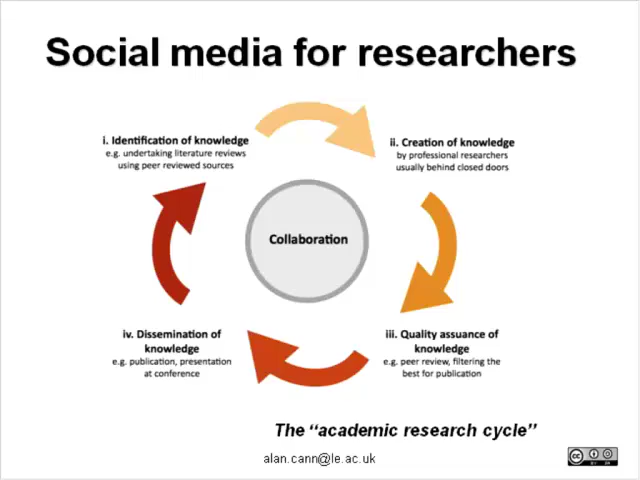 Social media for researchers
i. Identification of knowledge
e.g. undertaking literature reviews
using peer reviewed sources
ii. Creation of knowledge
by professional researchers
usually behind closed doors
Collaboration
iv. Dissemination of
knowledge
e.g. publication, presentation
at conference
iii. Quality assuance of
knowledge
e.g. peer review, filtering the
best for publication
The “academic research cycle”
alan.cann@le.ac.uk